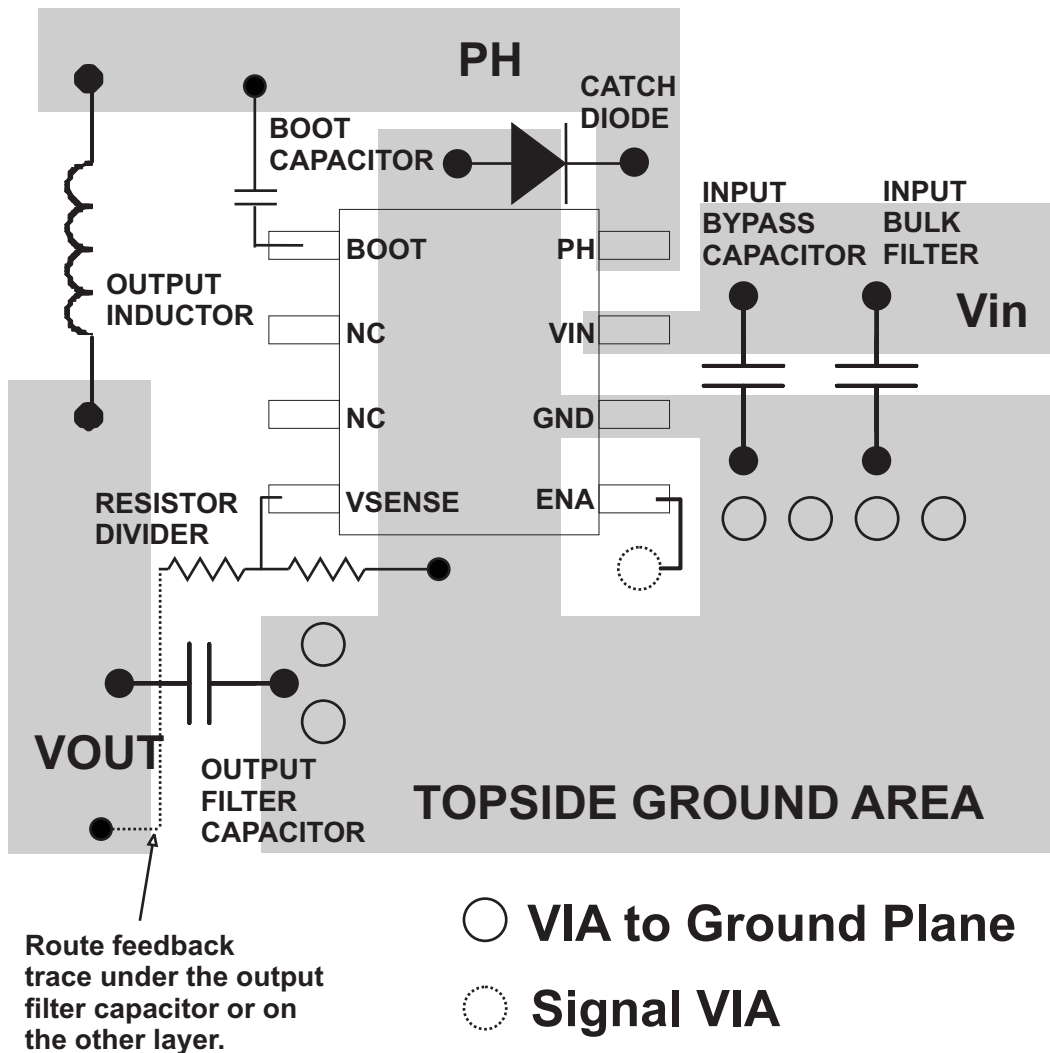 PH
CATCH
DIODE
BOOT
CAPACITOR
INPUT
BYPASS
CAPACITOR
INPUT
BULK
FILTER
BOOT
PH
OUTPUT
INDUCTOR
Vin
NC
VIN
NC
GND
RESISTOR
DIVIDER
VSENSE
ENA
VOUT
OUTPUT
FILTER
CAPACITOR
TOPSIDE GROUND AREA
Route feedback
trace under the output
filter capacitor or on
the other layer.
VIA to Ground Plane
Signal VIA